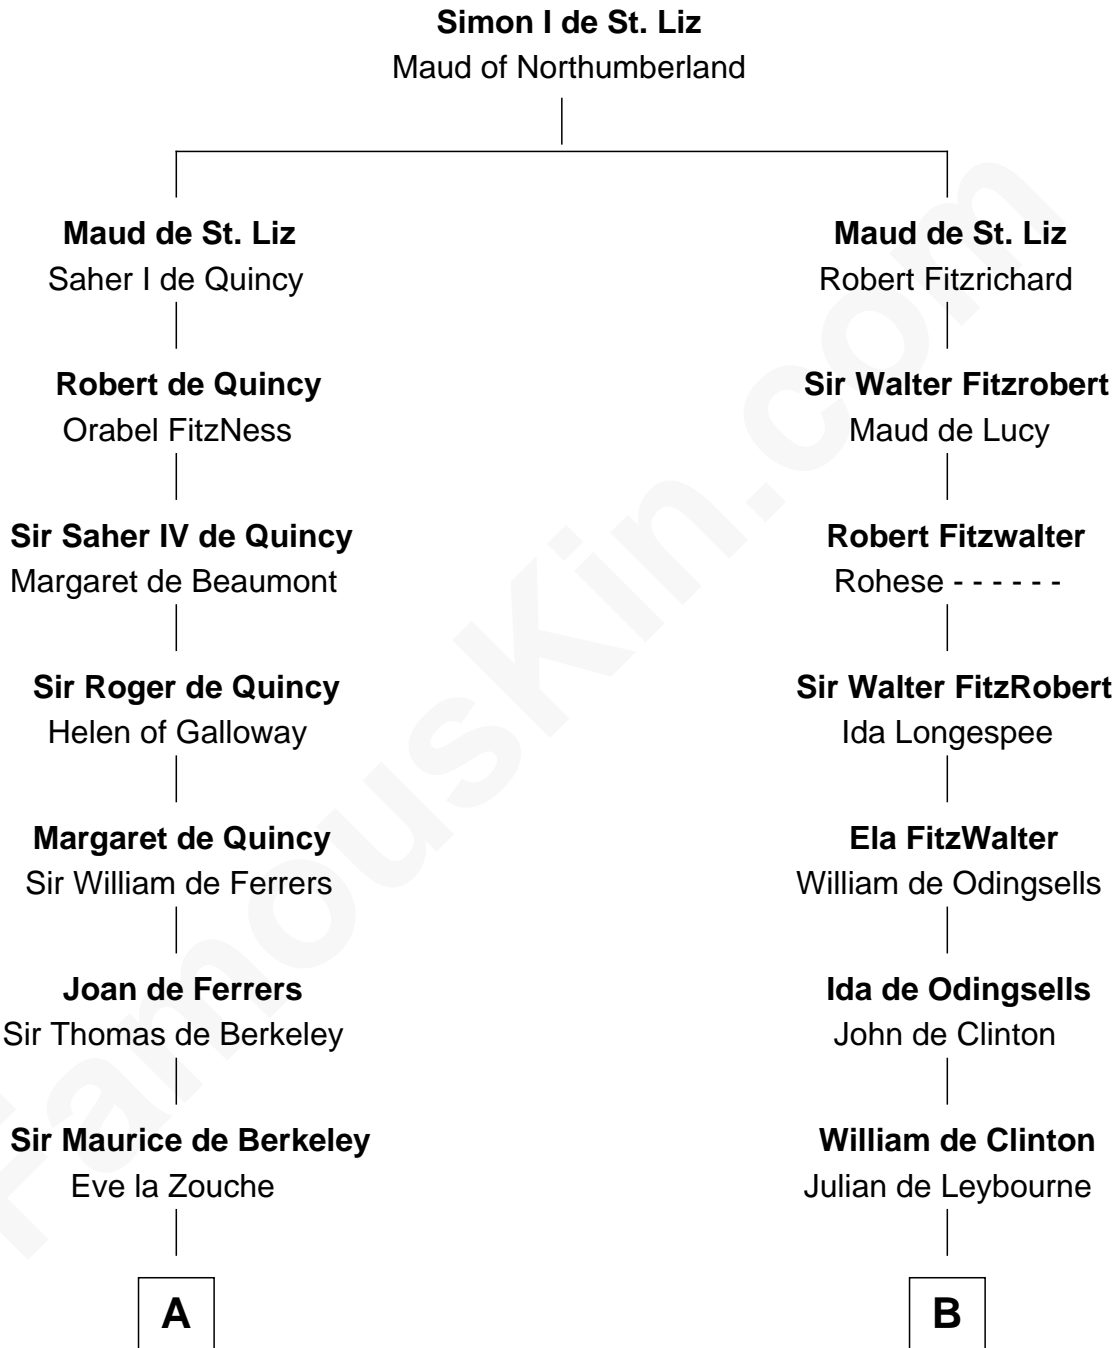 Simon I de St. Liz
Maud of Northumberland
Maud de St. Liz
Saher I de Quincy
Robert de Quincy
Orabel FitzNess
Sir Saher IV de Quincy
Margaret de Beaumont
Sir Roger de Quincy
Helen of Galloway
Margaret de Quincy
Sir William de Ferrers
Joan de Ferrers
Sir Thomas de Berkeley
Sir Maurice de Berkeley
Eve la Zouche
A
Maud de St. Liz
Robert Fitzrichard
Sir Walter Fitzrobert
Maud de Lucy
Robert Fitzwalter
Rohese - - - - - -
Sir Walter FitzRobert
Ida Longespee
Ela FitzWalter
William de Odingsells
Ida de Odingsells
John de Clinton
William de Clinton
Julian de Leybourne
B
FamousKin.com